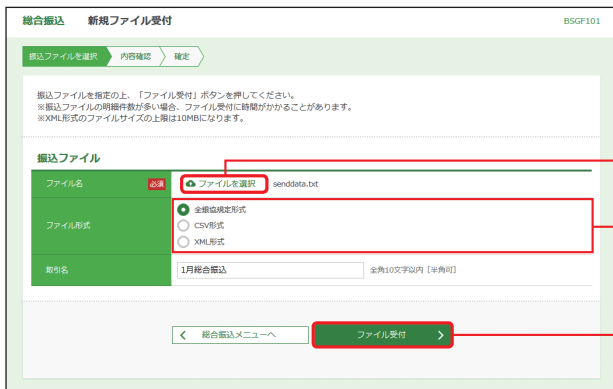 総合振込 新規ファイル受付 BSGF101
振込ファイルを選択 内容確認 確定
振込ファイルを指定の上、「ファイル受付」ボタンを押してください。
※振込ファイルの明細件数が多い場合、ファイル受付に時間がかかることがあります。
※XML形式のファイルサイズの上限は10MBになります。
振込ファイル
ファイル名 必須 ファイルを選択 senddata.txt
ファイル形式
全銀協規定形式
CSV形式
XML形式
取引名 1月総合振込 全角10文字以内 [半角可]
総合振込メニューへ ファイル受付